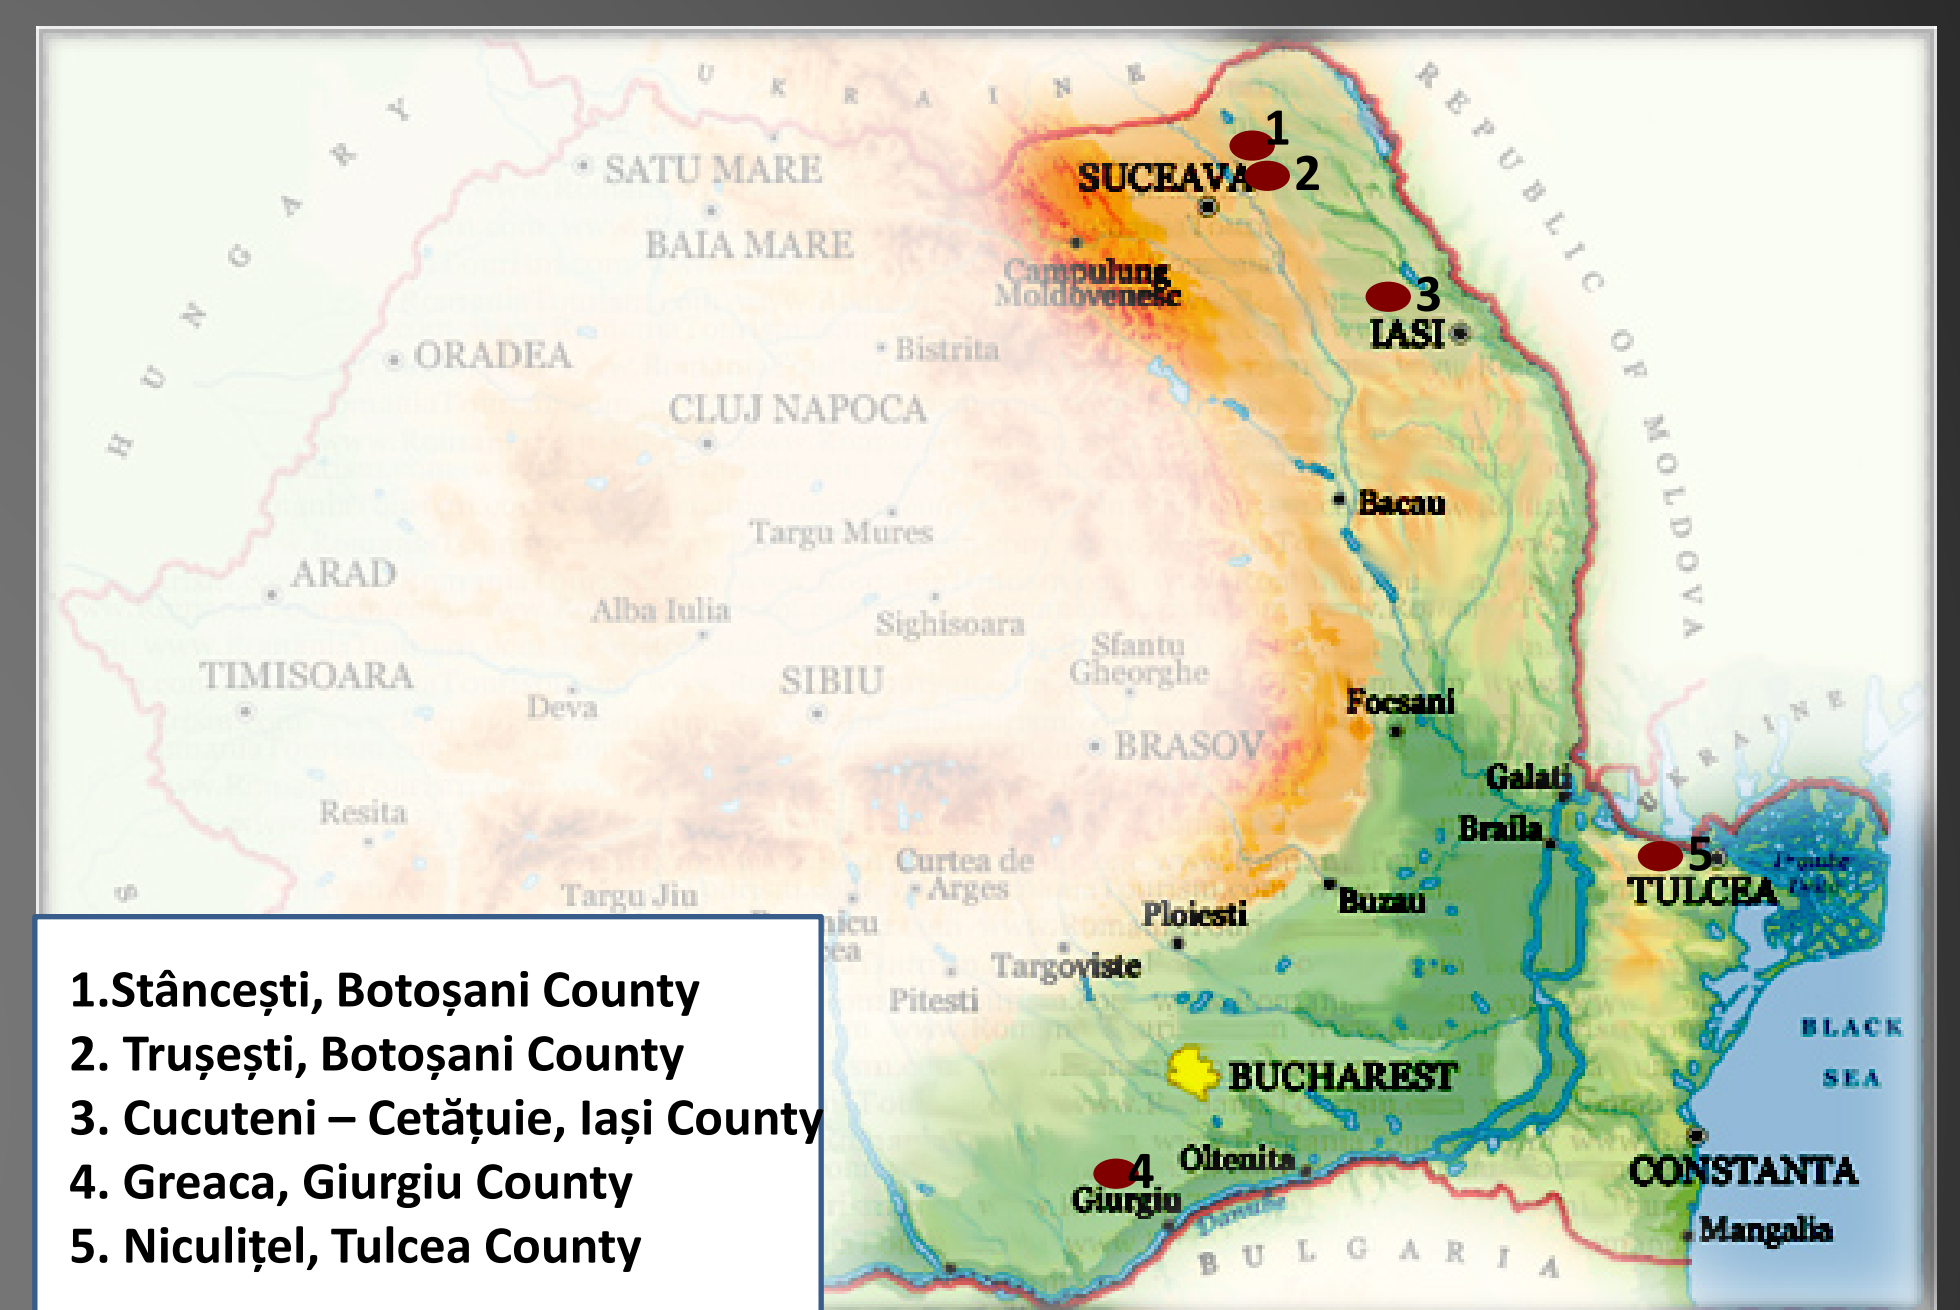 UKRAINE
REPUBLIC OF MOLDOVA
HUNGARY
1
SATU MARE
SUCEAVA
2
BAIA MARE
Campulung
Moldovenesc
3
IASI
ORADEA
Bistrita
CLUJ NAPOCA
Bacau
Targu Mures
ARAD
Alba Iulia
Sighisoara
Sfantu
Gheorghe
TIMISOARA
SIBIU
Deva
Focsani
BRASOV
UKRAINE
Galati
Resita
Braila
5
TULCEA
Curtea de
Arges
Targu Jiu
Buzau
Ploiesti
Targoviste
Pitesti
BLACK
SEA
BUCHAREST
Oltenita
4
Giurgiu
CONSTANTA
Danube
Mangalia
BULGARIA
1.Stâncești, Botoșani County
2. Trușești, Botoșani County
3. Cucuteni – Cetățuie, Iași County
4. Greaca, Giurgiu County
5. Niculițel, Tulcea County